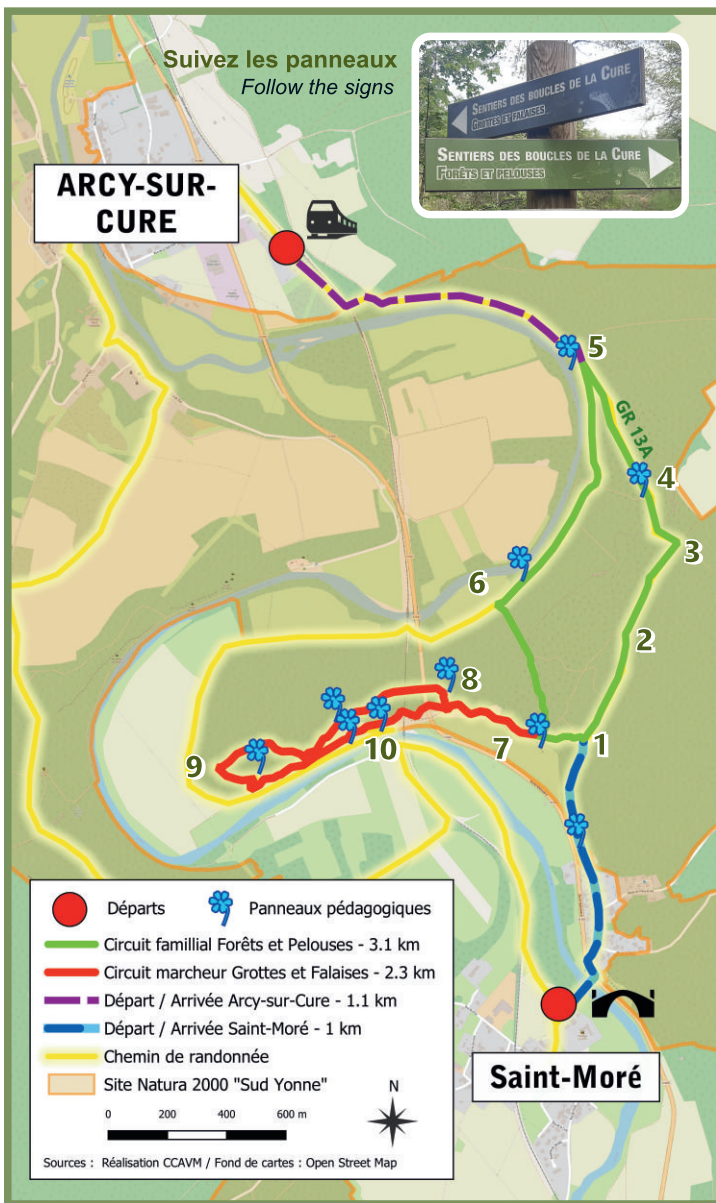 Suivez les panneaux
Follow the signs
SENTIERS DES BOUCLES DE LA CURE
GROTTES ET FALAISES
SENTIERS DES BOUCLES DE LA CURE
FORÊTS ET PELOUSES
ARCY-SUR-
CURE
5
GR 13A
4
3
6
2
8
1
7
10
9
Départs
Panneaux pédagogiques
Circuit famillial Forêts et Pelouses - 3.1 km
Circuit marcheur Grottes et Falaises - 2.3 km
Départ / Arrivée Arcy-sur-Cure - 1.1 km
Départ / Arrivée Saint-Moré - 1 km
Chemin de randonnée
Site Natura 2000 "Sud Yonne"
N
0 200 400 600 m
Sources : Réalisation CCAVM / Fond de cartes : Open Street Map
Saint-Moré